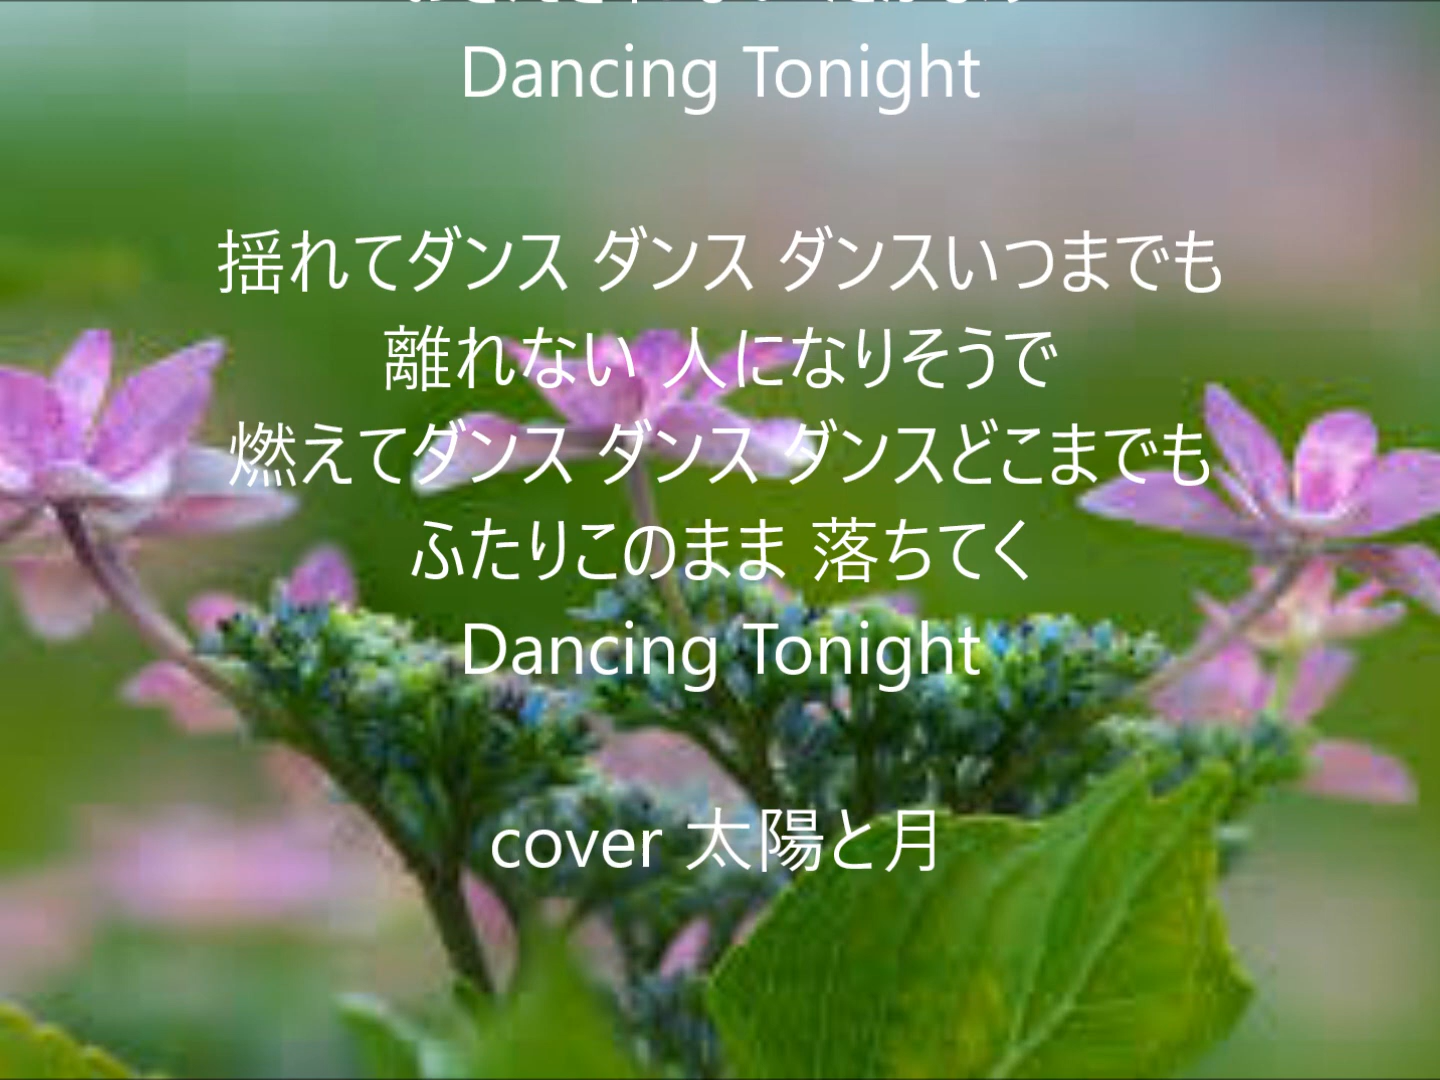 Dancing Tonight
揺れてダンス ダンス ダンスいつまでも
離れない 人になりそうで
燃えてダンス ダンス ダンスどこまでも
ふたりこのまま 落ちてく
Dancing Tonight
cover 太陽と月